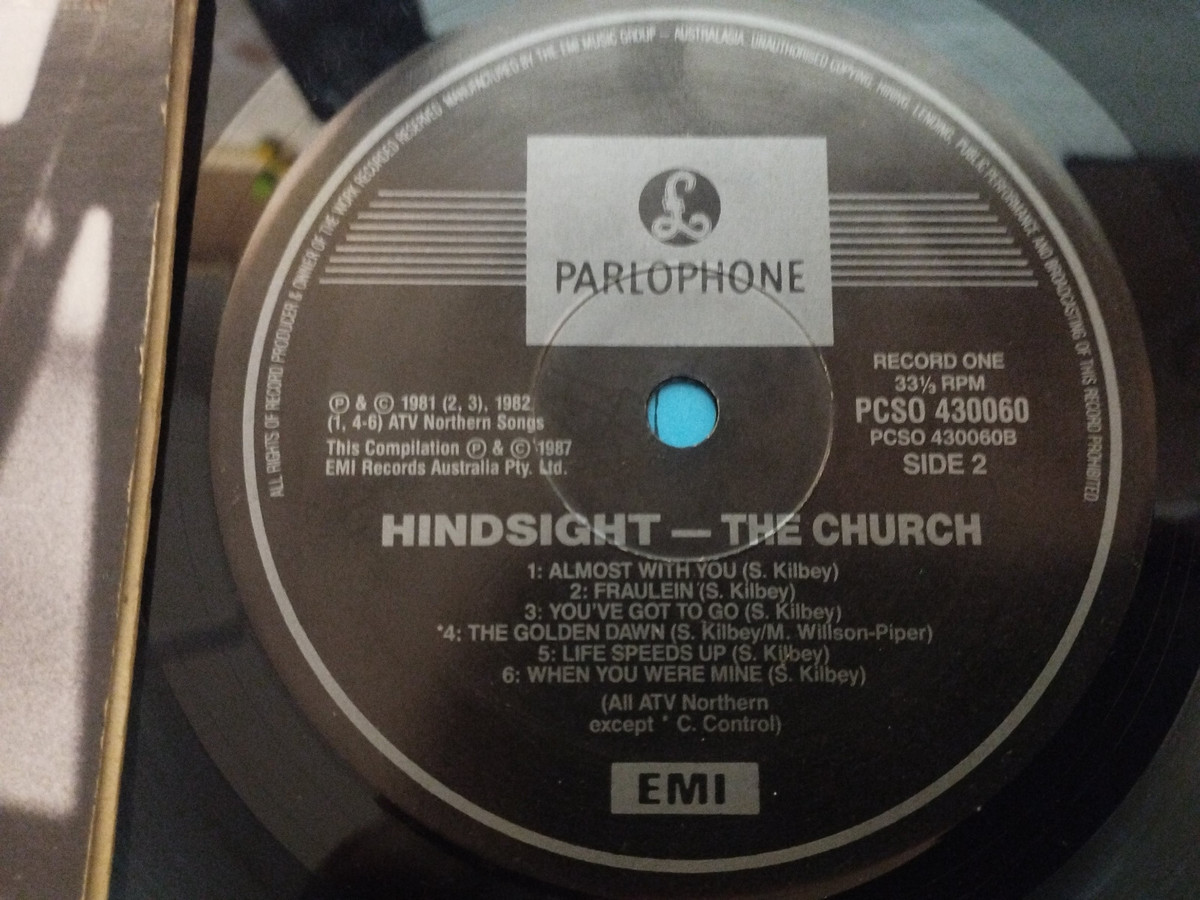 ALL RIGHTS OF RECORD PRODUCER & OWNER OF THE WORK RECORDED RESERVED. MANUFACTURED BY THE EMI MUSIC GROUP — AUSTRALASIA. UNAUTHORISED COPYING, HIRING, LENDING, PUBLIC PERFORMANCE AND BROADCASTING OF THIS RECORD PROHIBITED
£
PARLOPHONE
RECORD ONE
33⅓ RPM
PCSO 430060
PCSO 430060B
SIDE 2
Ⓟ & © 1981 (2, 3), 1982
(1, 4-6) ATV Northern Songs
This Compilation Ⓟ & © 1987
EMI Records Australia Pty. Ltd.
HINDSIGHT — THE CHURCH
1: ALMOST WITH YOU (S. Kilbey)
2: FRAULEIN (S. Kilbey)
3: YOU'VE GOT TO GO (S. Kilbey)
*4: THE GOLDEN DAWN (S. Kilbey/M. Willson-Piper)
5: LIFE SPEEDS UP (S. Kilbey)
6: WHEN YOU WERE MINE (S. Kilbey)
(All ATV Northern
except * C. Control)
EMI